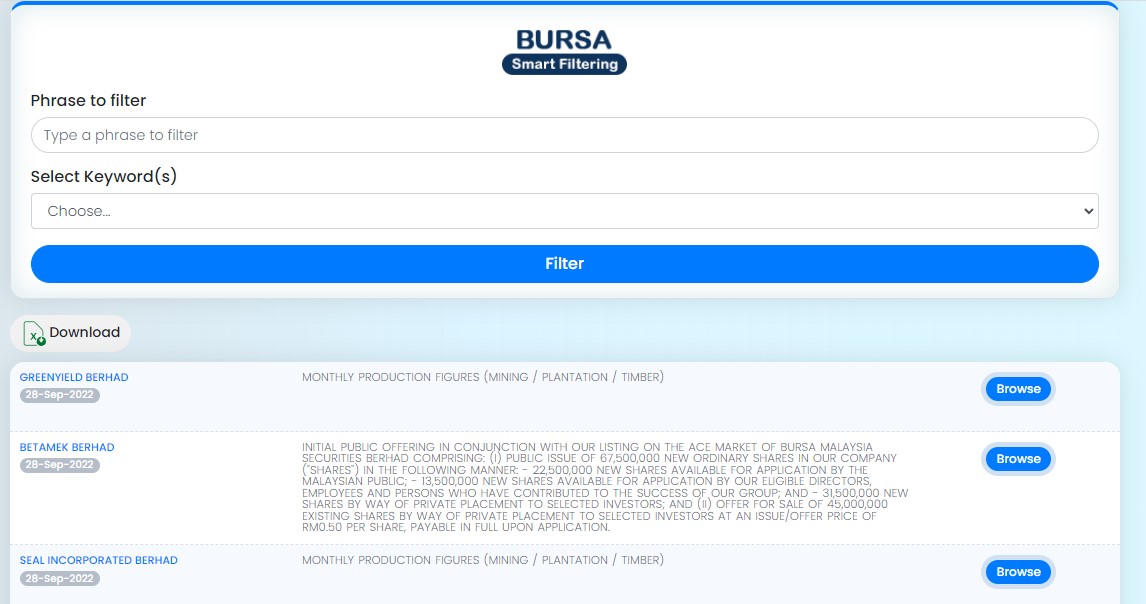 BURSA
Smart Filtering
Phrase to filter
Type a phrase to filter
Select Keyword(s)
Choose...
Filter
Download
GREENYIELD BERHAD
28-Sep-2022
MONTHLY PRODUCTION FIGURES (MINING / PLANTATION / TIMBER)
Browse
BETAMEK BERHAD
28-Sep-2022
INITIAL PUBLIC OFFERING IN CONJUNCTION WITH OUR LISTING ON THE ACE MARKET OF BURSA MALAYSIA
SECURITIES BERHAD COMPRISING: (I) PUBLIC ISSUE OF 67,500,000 NEW ORDINARY SHARES IN OUR COMPANY
("SHARES") IN THE FOLLOWING MANNER: - 22,500,000 NEW SHARES AVAILABLE FOR APPLICATION BY THE
MALAYSIAN PUBLIC; - 13,500,000 NEW SHARES AVAILABLE FOR APPLICATION BY OUR ELIGIBLE DIRECTORS,
EMPLOYEES AND PERSONS WHO HAVE CONTRIBUTED TO THE SUCCESS OF OUR GROUP; AND - 31,500,000 NEW
SHARES BY WAY OF PRIVATE PLACEMENT TO SELECTED INVESTORS; AND (II) OFFER FOR SALE OF 45,000,000
EXISTING SHARES BY WAY OF PRIVATE PLACEMENT TO SELECTED INVESTORS AT AN ISSUE/OFFER PRICE OF
RM0.50 PER SHARE, PAYABLE IN FULL UPON APPLICATION.
Browse
SEAL INCORPORATED BERHAD
28-Sep-2022
MONTHLY PRODUCTION FIGURES (MINING / PLANTATION / TIMBER)
Browse